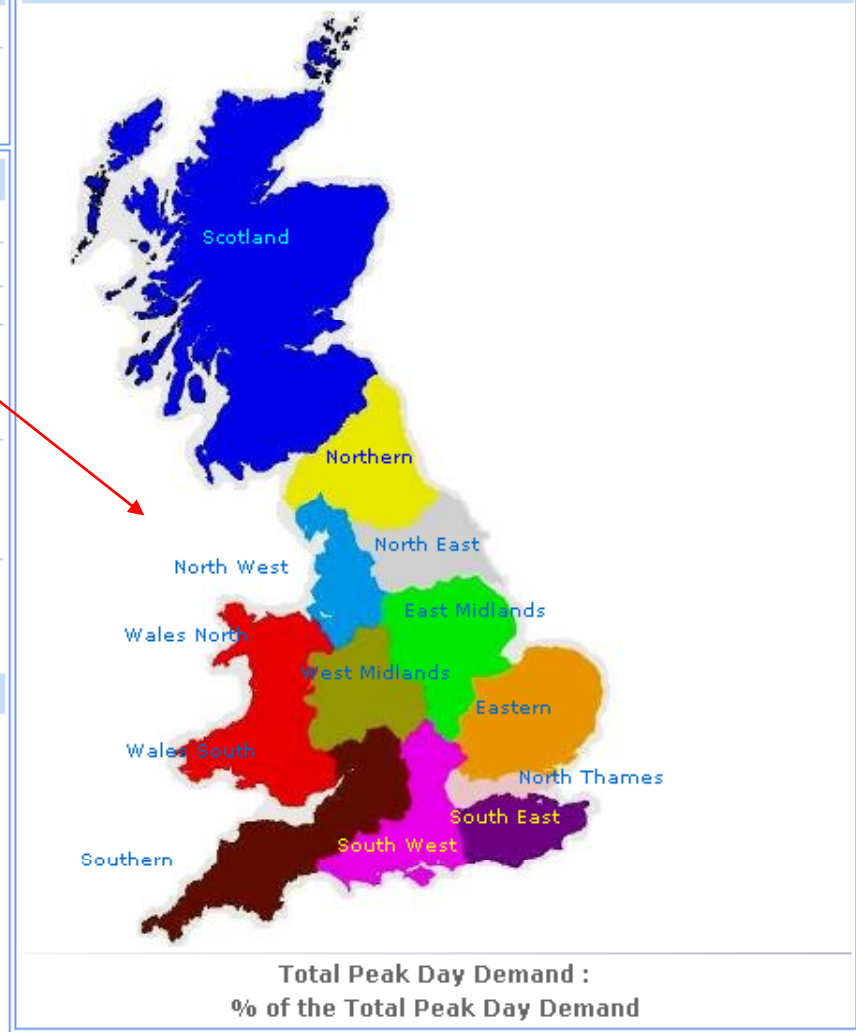 Scotland
Northern
North East
North West
East Midlands
Wales North
West Midlands
Eastern
Wales South
North Thames
South East
South West
Southern
Total Peak Day Demand :
% of the Total Peak Day Demand